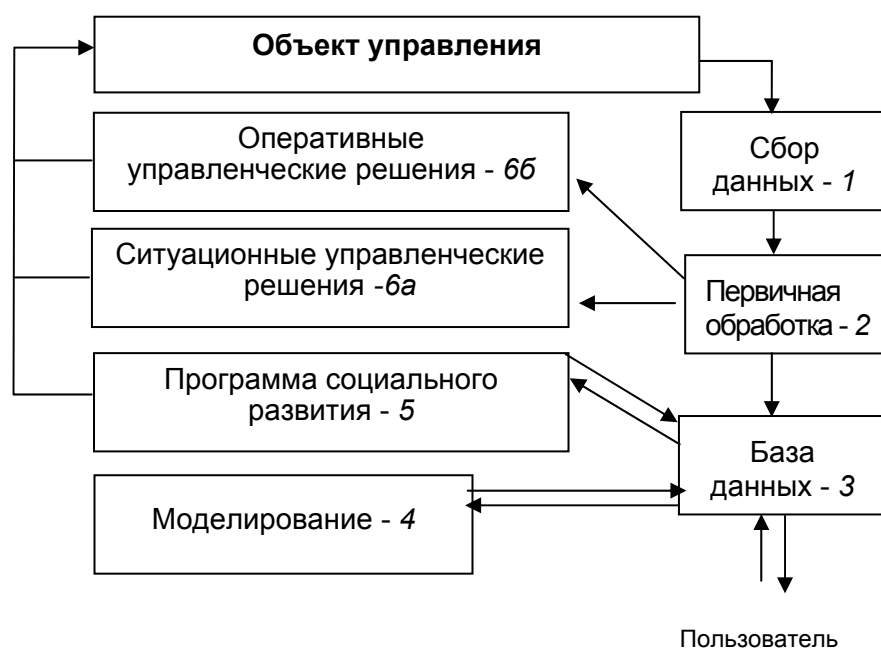 Объект управления
Оперативные
управленческие решения - 6б
Сбор
данных - 1
Ситуационные управленческие
решения -6а
Первичная
обработка - 2
Программа социального
развития - 5
База
данных - 3
Моделирование - 4
Пользователь